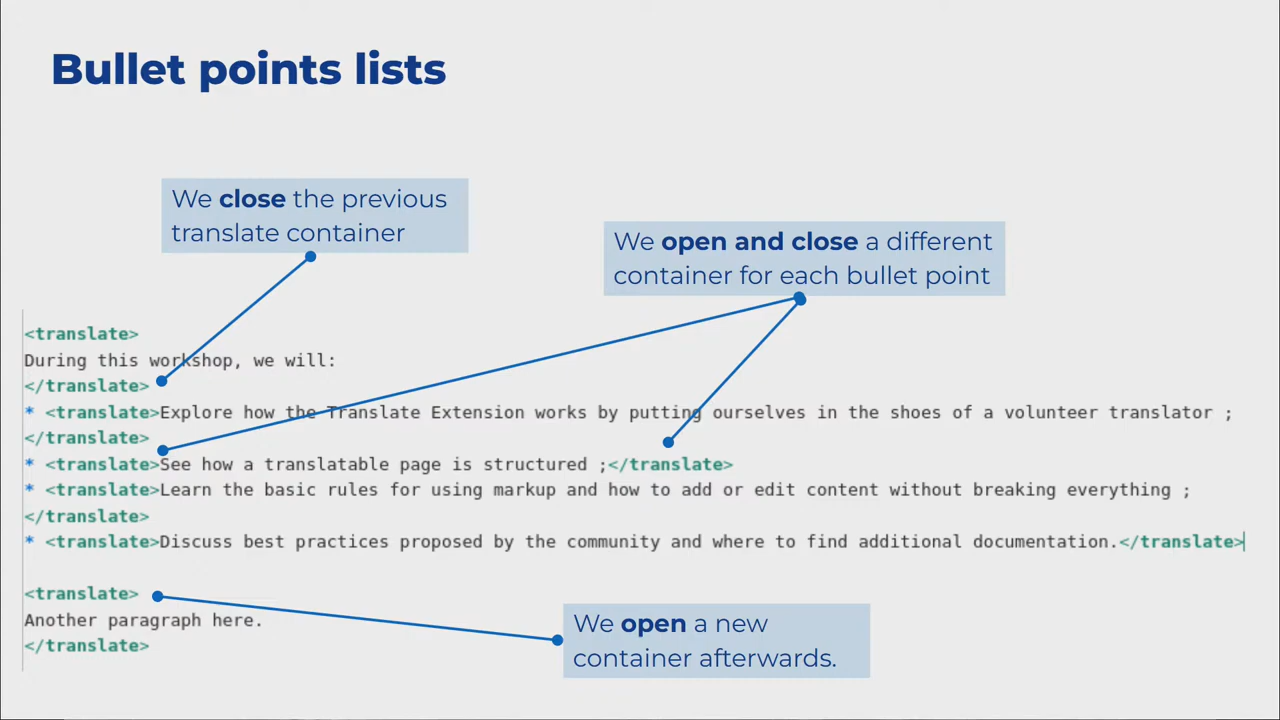 Bullet points lists
We close the previous
translate container
We open and close a different
container for each bullet point
<translate>
During this workshop, we will:
</translate>
* <translate>Explore how the Translate Extension works by putting ourselves in the shoes of a volunteer translator ;
</translate>
* <translate>See how a translatable page is structured ;</translate>
* <translate>Learn the basic rules for using markup and how to add or edit content without breaking everything ;
</translate>
* <translate>Discuss best practices proposed by the community and where to find additional documentation.</translate>
<translate>
Another paragraph here.
</translate>
We open a new
container afterwards.